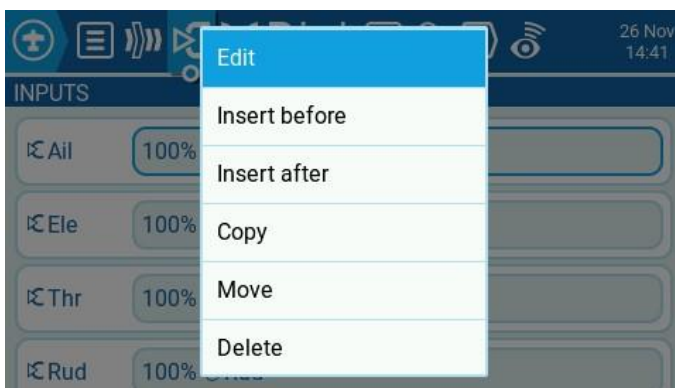 26 Nov
14:41
INPUTS
Edit
Insert before
Insert after
Copy
Move
Delete
Ail 100%
Ele 100%
Thr 100%
Rud 100%